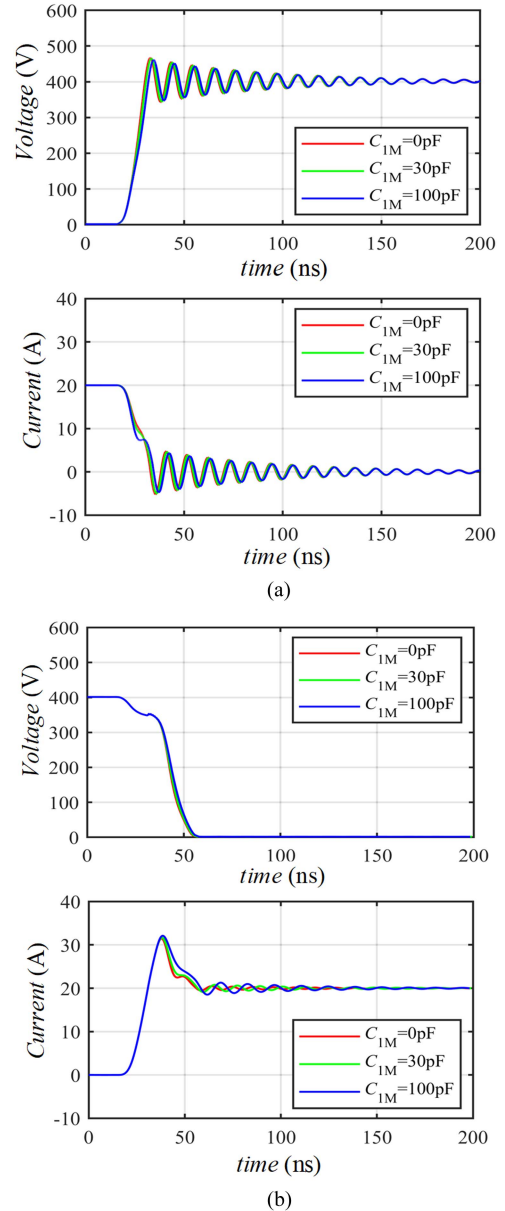 600
500
400
300
200
100
0
Voltage (V)
C1M=0pF
C1M=30pF
C1M=100pF
0 50 100 150 200
time (ns)
40
30
20
10
0
-10
Current (A)
C1M=0pF
C1M=30pF
C1M=100pF
0 50 100 150 200
time (ns)
(a)
600
500
400
300
200
100
0
Voltage (V)
C1M=0pF
C1M=30pF
C1M=100pF
0 50 100 150 200
time (ns)
40
30
20
10
0
-10
Current (A)
C1M=0pF
C1M=30pF
C1M=100pF
0 50 100 150 200
time (ns)
(b)